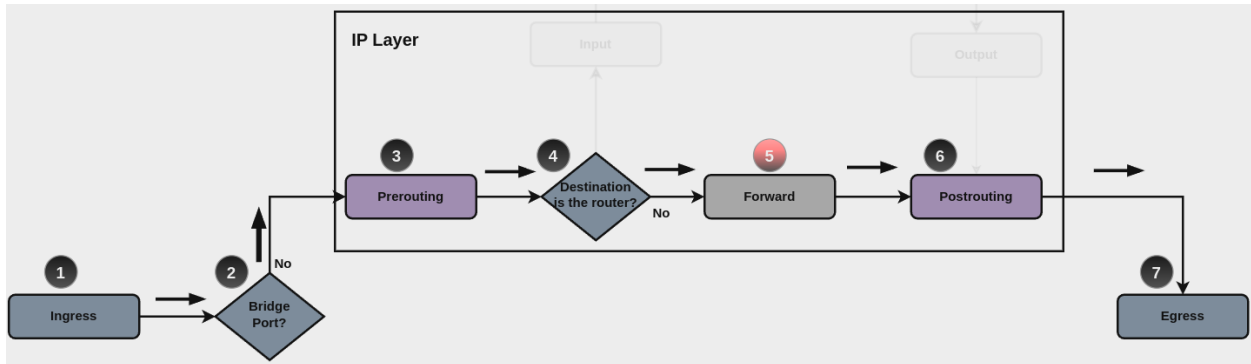 IP Layer
Input
Output
3
4
5
6
Prerouting
Destination
is the router?
No
Forward
Postrouting
1
2
No
7
Ingress
Bridge
Port?
Egress